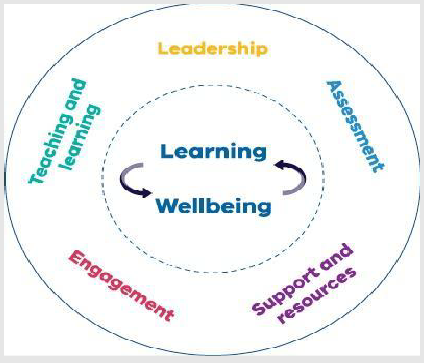 Leadership
Teaching and
learning
Assessment
Learning
Wellbeing
Engagement
Support and
resources